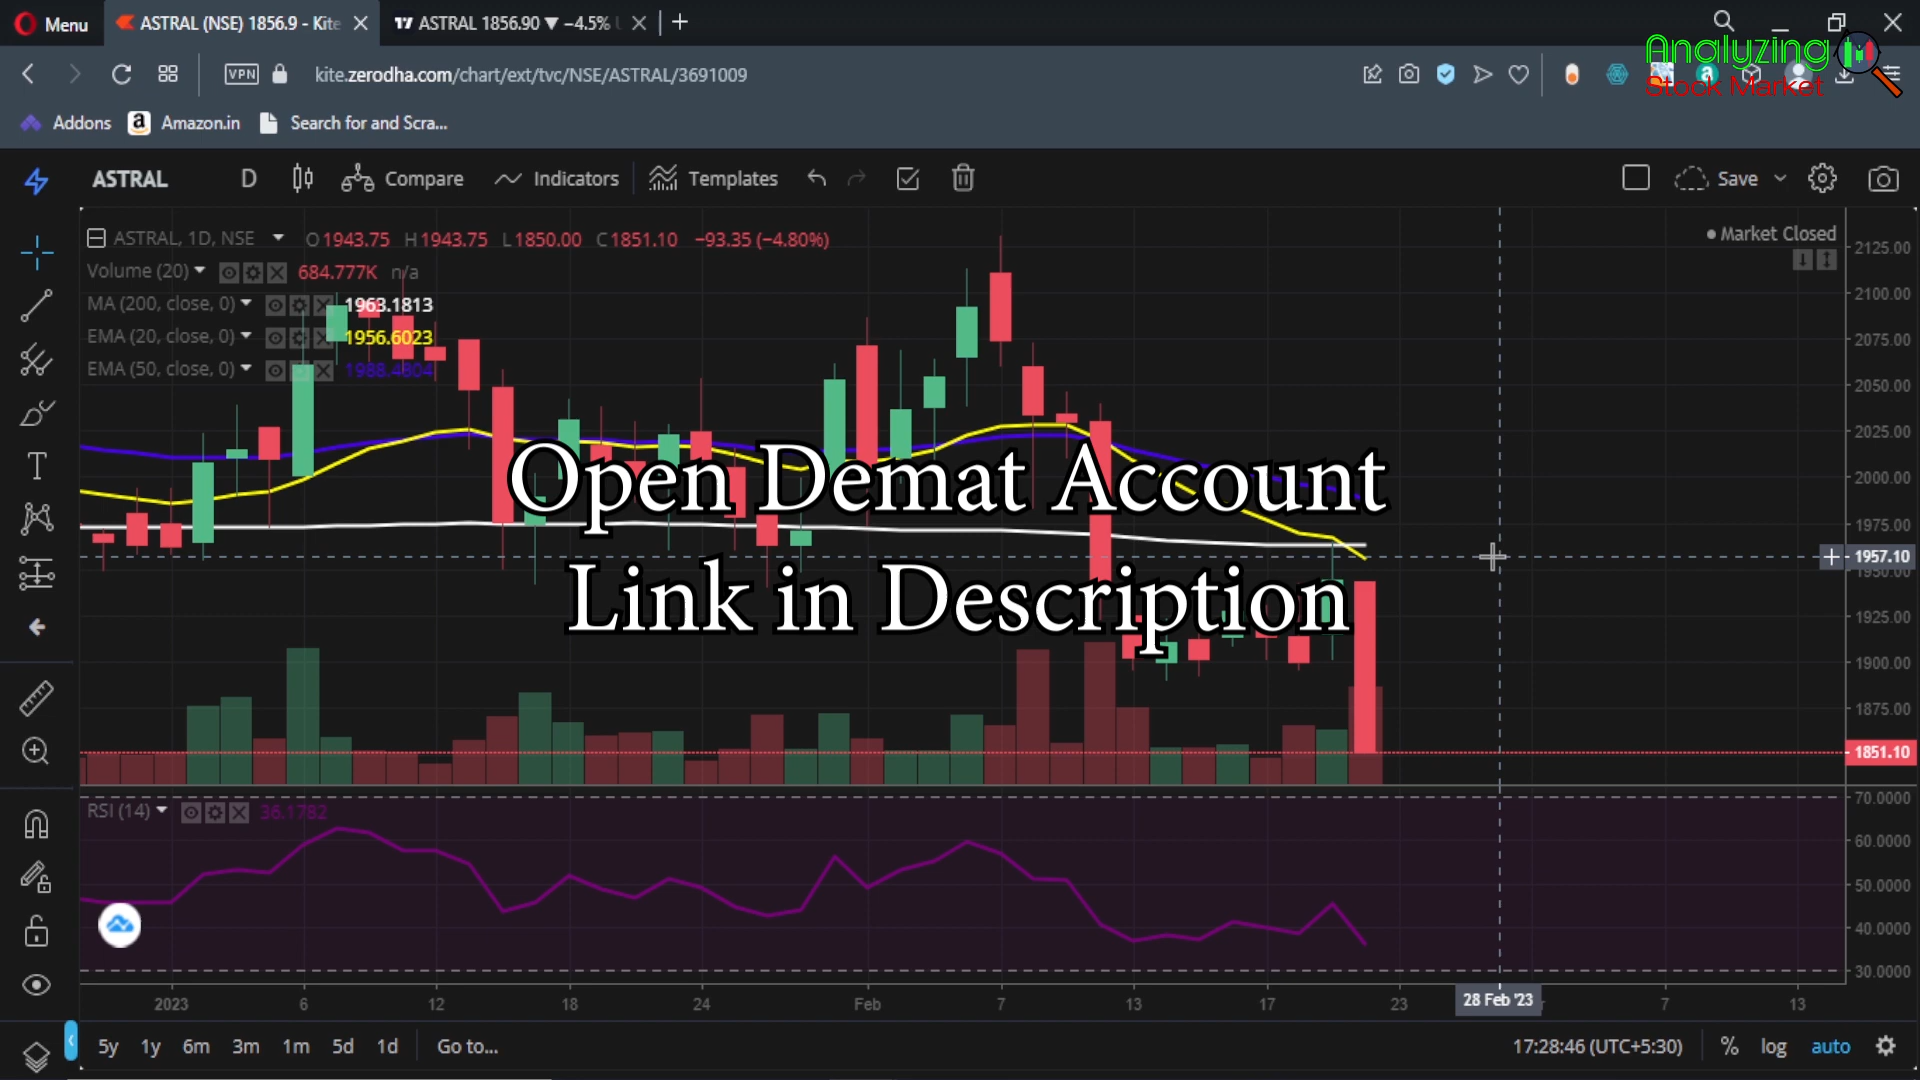 Menu
ASTRAL (NSE) 1856.9 - Kite
ASTRAL 1856.90 ▼ −4.5%
Analyzing
Stock Market
VPN
kite.zerodha.com/chart/ext/tvc/NSE/ASTRAL/3691009
Addons
Amazon.in
Search for and Scra...
ASTRAL D Compare Indicators Templates Save
ASTRAL, 1D, NSE O1943.75 H1943.75 L1850.00 C1851.10 −93.35 (−4.80%)
Market Closed
Volume (20) 684.777K n/a
MA (200, close, 0) 1963.1813
EMA (20, close, 0) 1956.6023
EMA (50, close, 0) 1988.4804
2125.00
2100.00
2075.00
2050.00
2025.00
2000.00
1975.00
1957.10
1950.00
1925.00
1900.00
1875.00
1851.10
Open Demat Account
Link in Description
RSI (14) 36.1782
70.0000
60.0000
50.0000
40.0000
30.0000
2023 6 12 18 24 Feb 7 13 17 23 28 Feb '23 7 13
5y 1y 6m 3m 1m 5d 1d Go to...
17:28:46 (UTC+5:30) % log auto